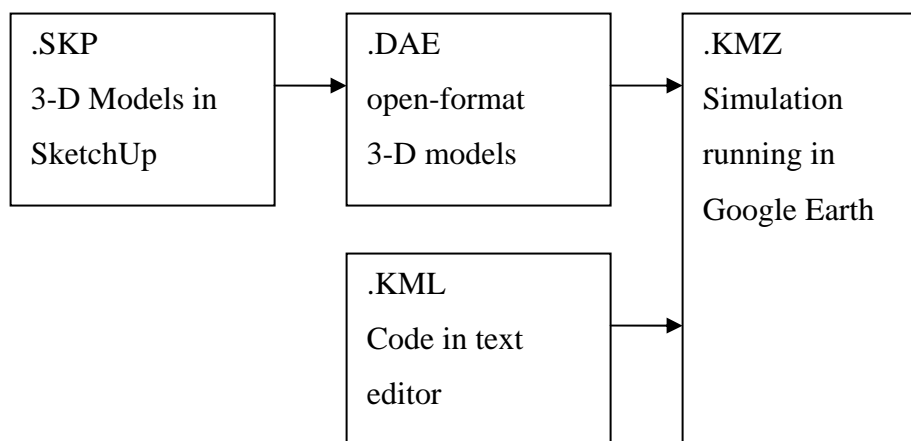 .SKP
3-D Models in
SketchUp
.DAE
open-format
3-D models
.KMZ
Simulation
running in
Google Earth
.KML
Code in text
editor